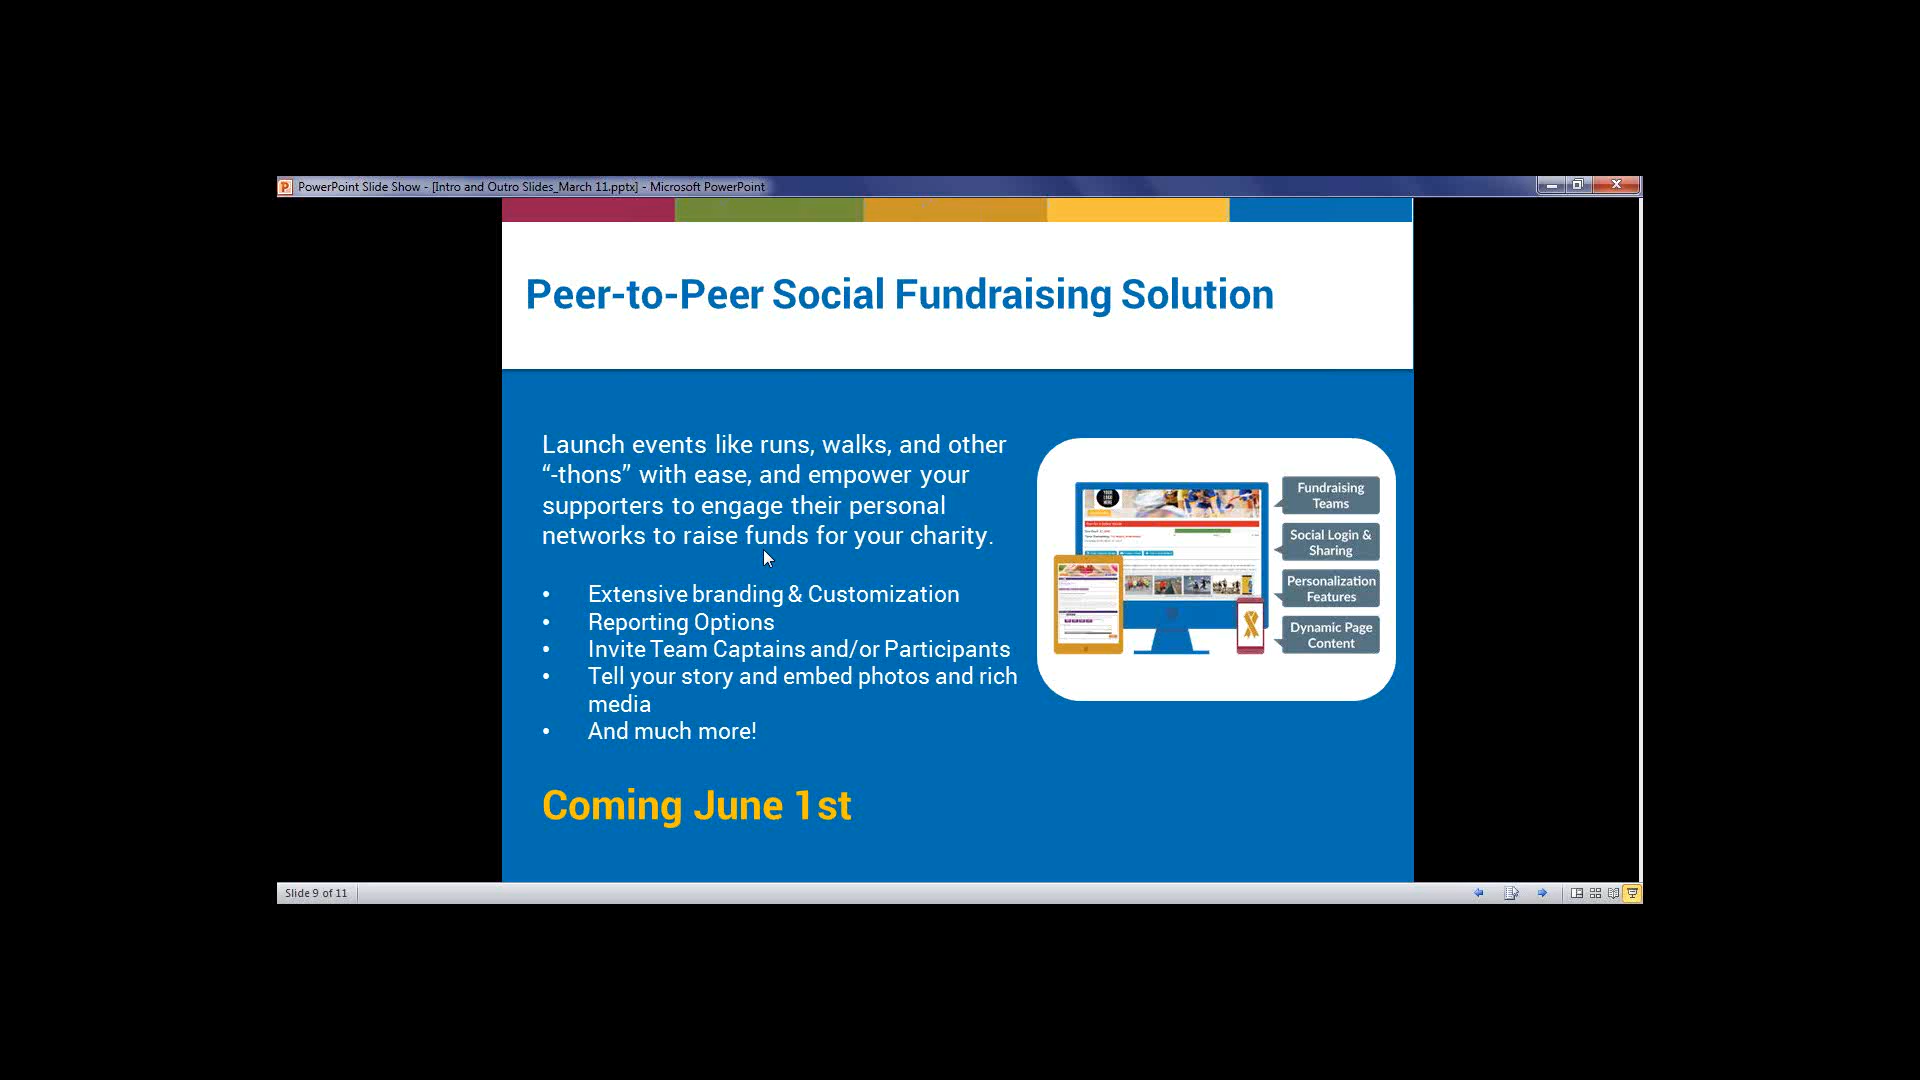 PowerPoint Slide Show - [Intro and Outro Slides_March 11.pptx] - Microsoft PowerPoint
Peer-to-Peer Social Fundraising Solution
Launch events like runs, walks, and other
“-thons” with ease, and empower your
supporters to engage their personal
networks to raise funds for your charity.
• Extensive branding & Customization
• Reporting Options
• Invite Team Captains and/or Participants
• Tell your story and embed photos and rich
media
• And much more!
Coming June 1st
YOUR
LOGO
HERE
Fundraising
Teams
Social Login &
Sharing
Personalization
Features
Dynamic Page
Content
Slide 9 of 11